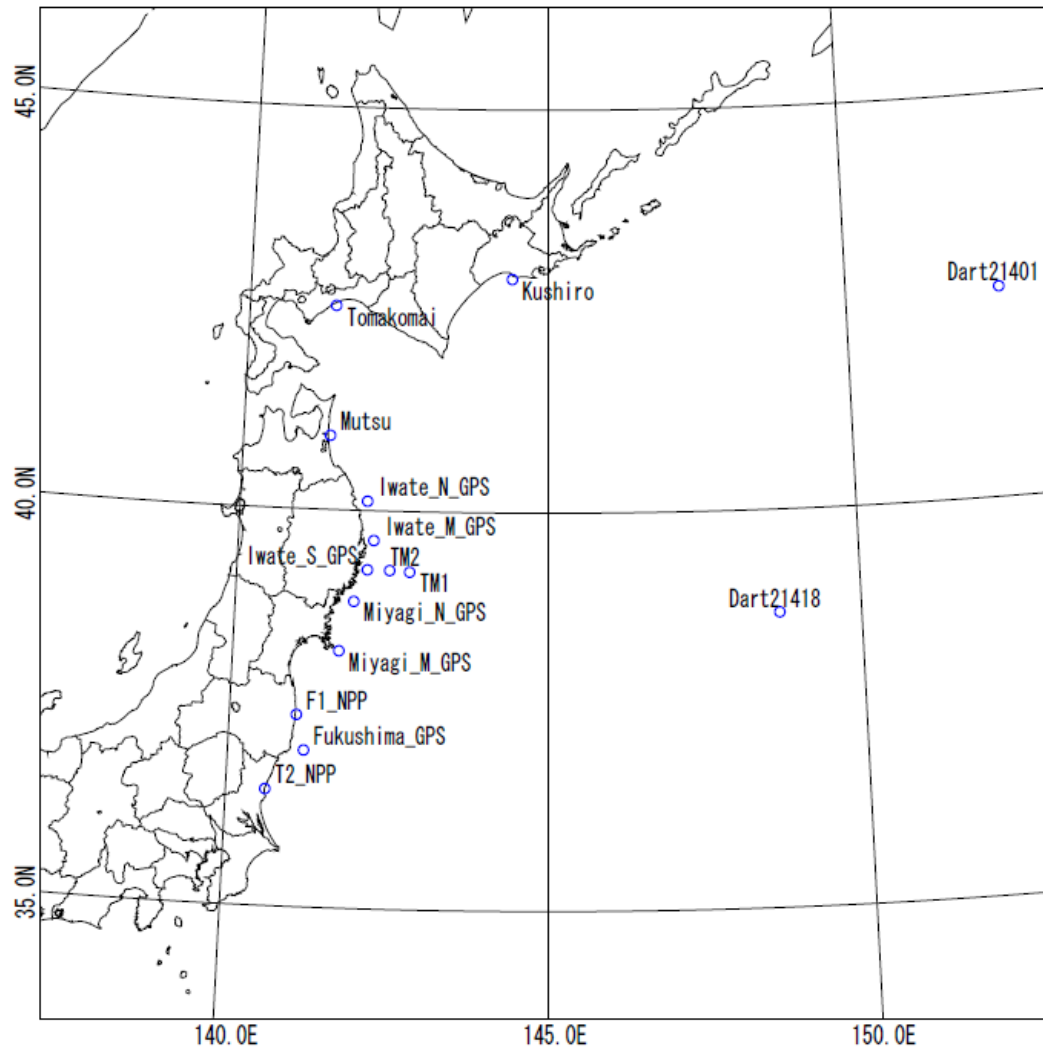 45.0N
Dart21401
Kushiro
Tomakomai
Mutsu
40.0N
Iwate_N_GPS
Iwate_M_GPS
Iwate_S_GPS
TM2
TM1
Dart21418
Miyagi_N_GPS
Miyagi_M_GPS
F1_NPP
Fukushima_GPS
T2_NPP
35.0N
140.0E
145.0E
150.0E